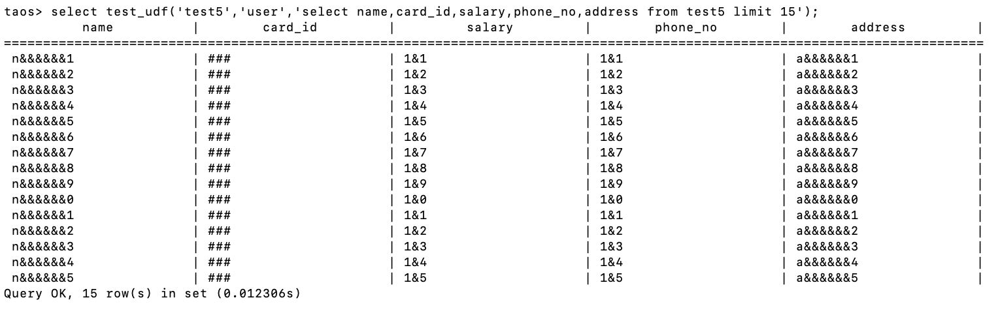 taos> select test_udf('test5','user','select name,card_id,salary,phone_no,address from test5 limit 15');
name | card_id | salary | phone_no | address |
=============================================================================================================================
n&&&&&&1 | ### | 1&1 | 1&1 | a&&&&&&1 |
n&&&&&&2 | ### | 1&2 | 1&2 | a&&&&&&2 |
n&&&&&&3 | ### | 1&3 | 1&3 | a&&&&&&3 |
n&&&&&&4 | ### | 1&4 | 1&4 | a&&&&&&4 |
n&&&&&&5 | ### | 1&5 | 1&5 | a&&&&&&5 |
n&&&&&&6 | ### | 1&6 | 1&6 | a&&&&&&6 |
n&&&&&&7 | ### | 1&7 | 1&7 | a&&&&&&7 |
n&&&&&&8 | ### | 1&8 | 1&8 | a&&&&&&8 |
n&&&&&&9 | ### | 1&9 | 1&9 | a&&&&&&9 |
n&&&&&&0 | ### | 1&0 | 1&0 | a&&&&&&0 |
n&&&&&&1 | ### | 1&1 | 1&1 | a&&&&&&1 |
n&&&&&&2 | ### | 1&2 | 1&2 | a&&&&&&2 |
n&&&&&&3 | ### | 1&3 | 1&3 | a&&&&&&3 |
n&&&&&&4 | ### | 1&4 | 1&4 | a&&&&&&4 |
n&&&&&&5 | ### | 1&5 | 1&5 | a&&&&&&5 |
Query OK, 15 row(s) in set (0.012306s)